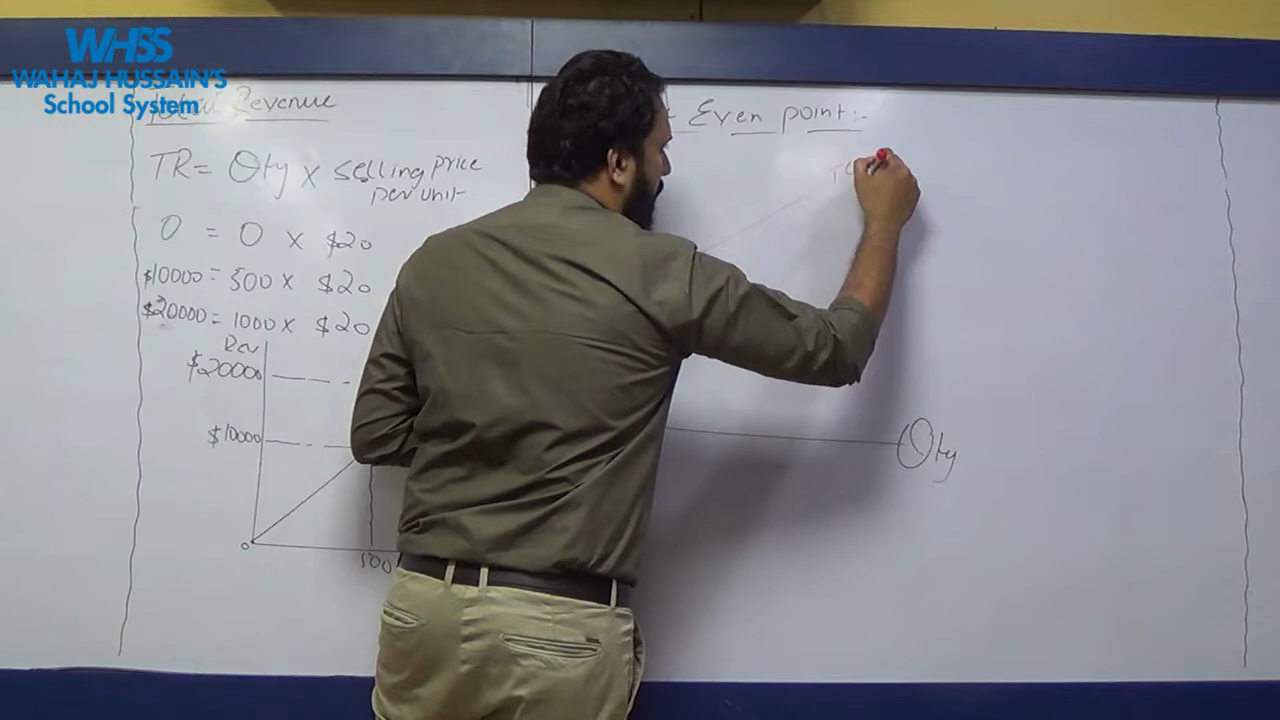 WHSS
WAHAJ HUSSAIN'S
School System
Revenue
TR = Qty x selling price
per unit
0 = 0 x $20
$10000 = 500 x $20
$20000 = 1000 x $20
Rev
$20000
$10000
0
500
Even point:-
Qty